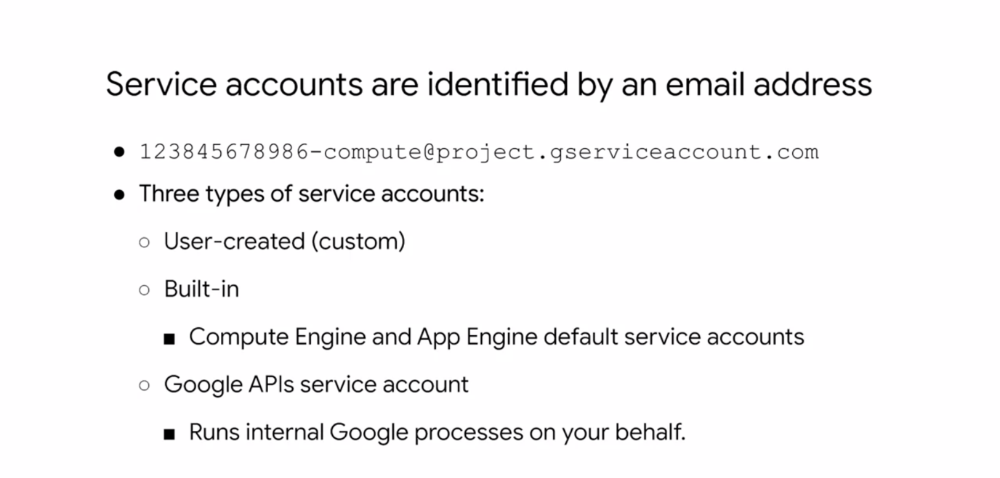 Service accounts are identified by an email address
● 123845678986-compute@project.gserviceaccount.com
● Three types of service accounts:
○ User-created (custom)
○ Built-in
■ Compute Engine and App Engine default service accounts
○ Google APIs service account
■ Runs internal Google processes on your behalf.